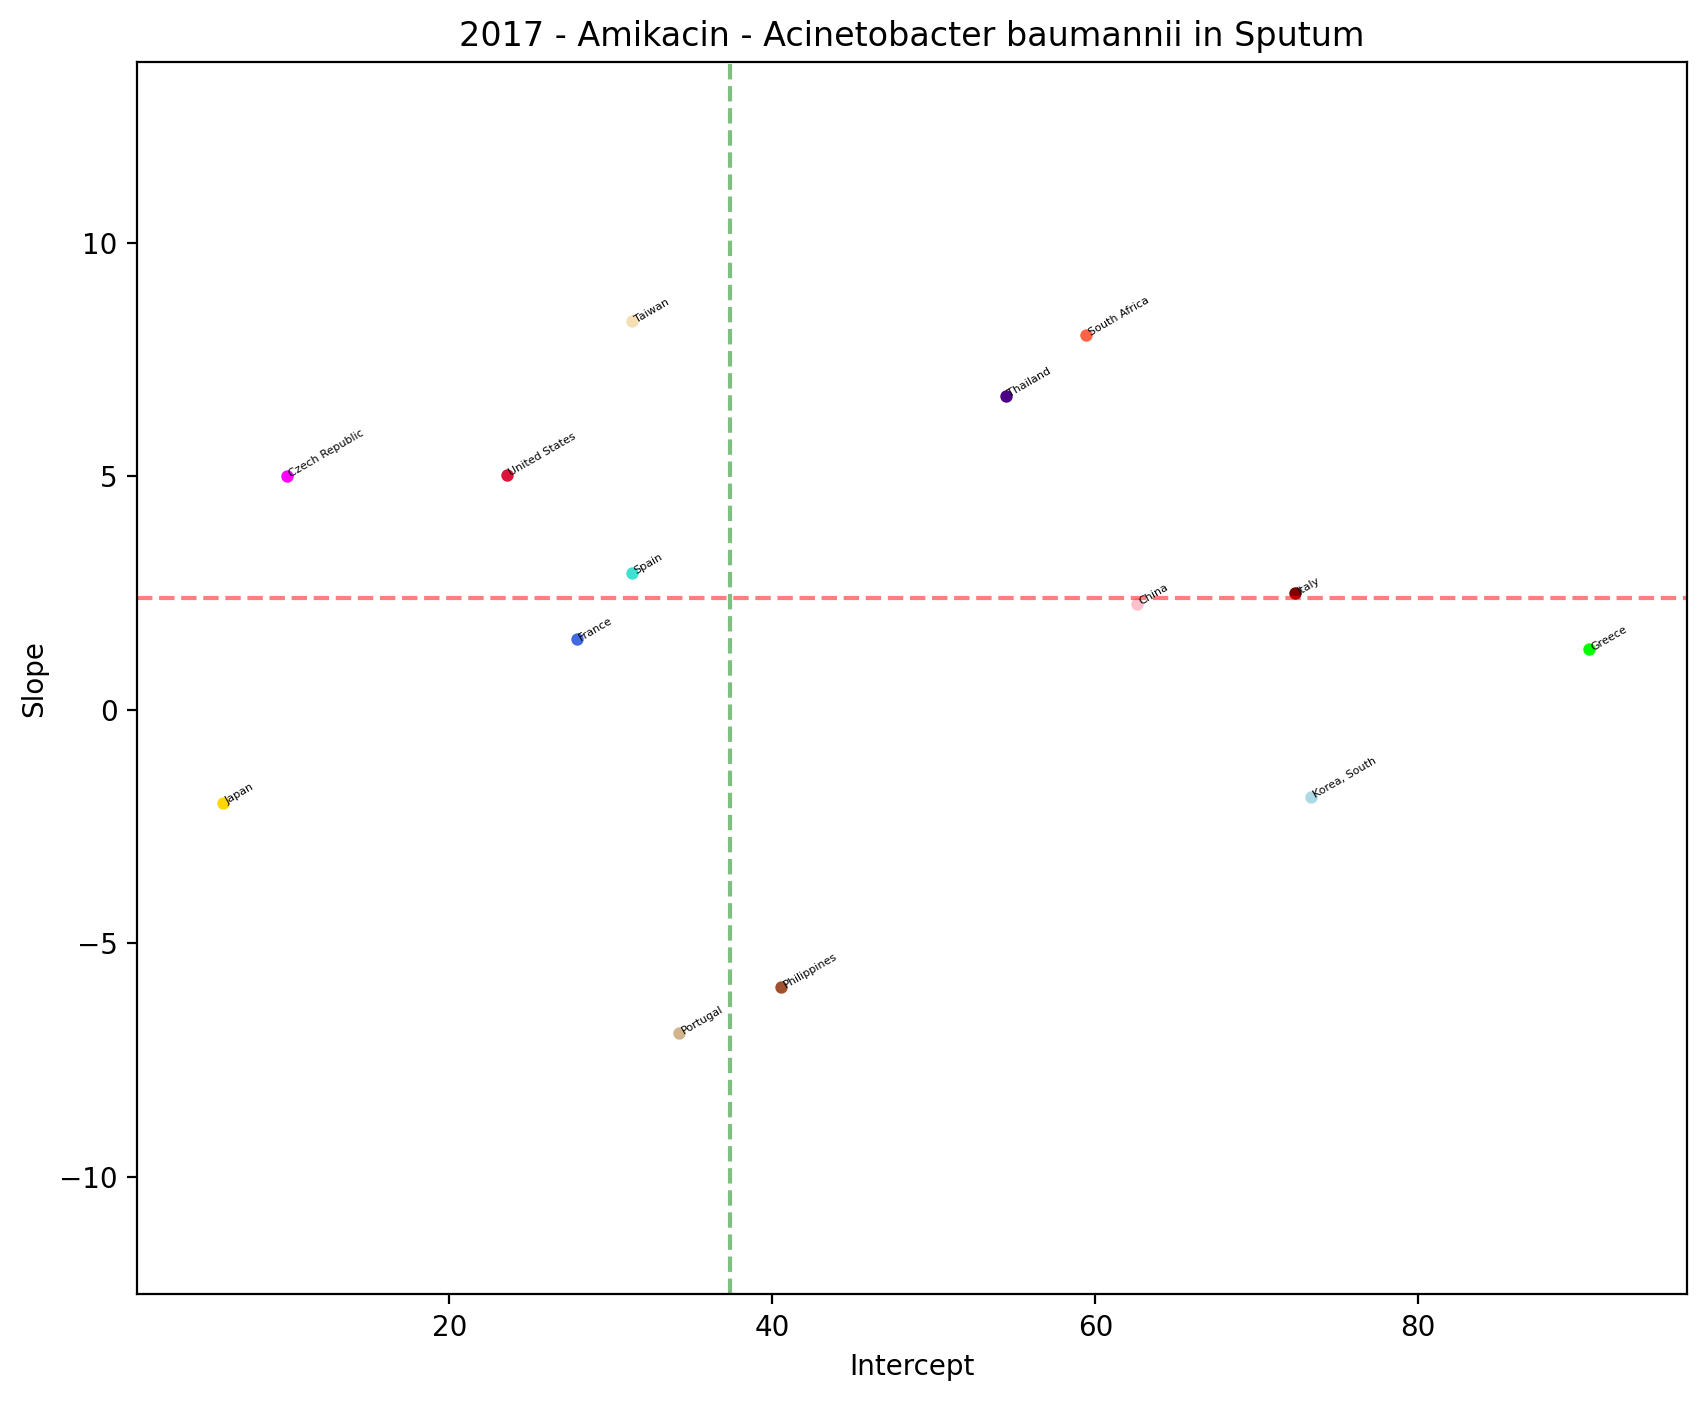 2017 - Amikacin - Acinetobacter baumannii in Sputum
10
5
0
−5
−10
Slope
Taiwan
South Africa
Thailand
Czech Republic
United States
Spain
China
Italy
France
Greece
Japan
Korea, South
Philippines
Portugal
20
40
60
80
Intercept